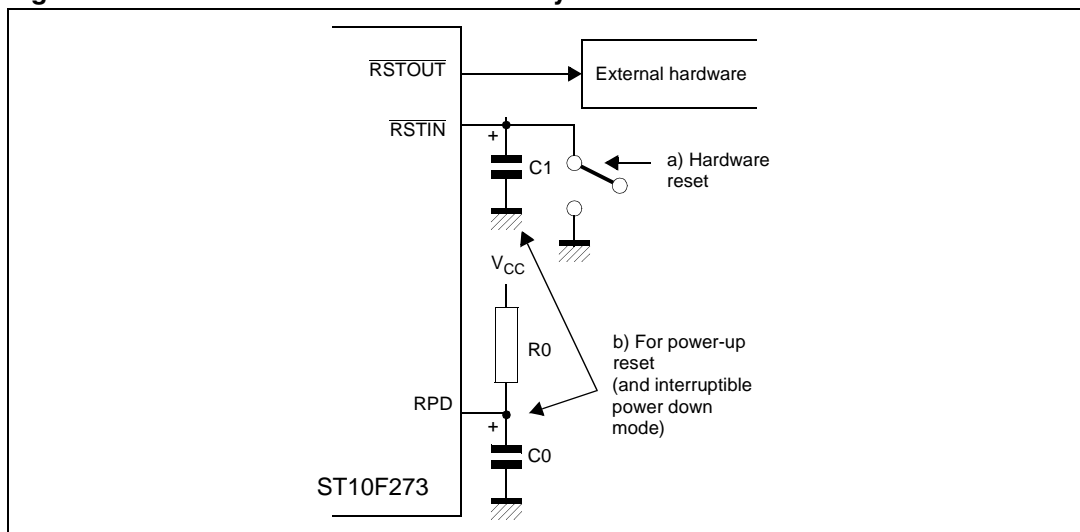 RSTOUT
External hardware
RSTIN
+
C1
a) Hardware
reset
VCC
R0
b) For power-up
reset
(and interruptible
power down
mode)
RPD
+
C0
ST10F273